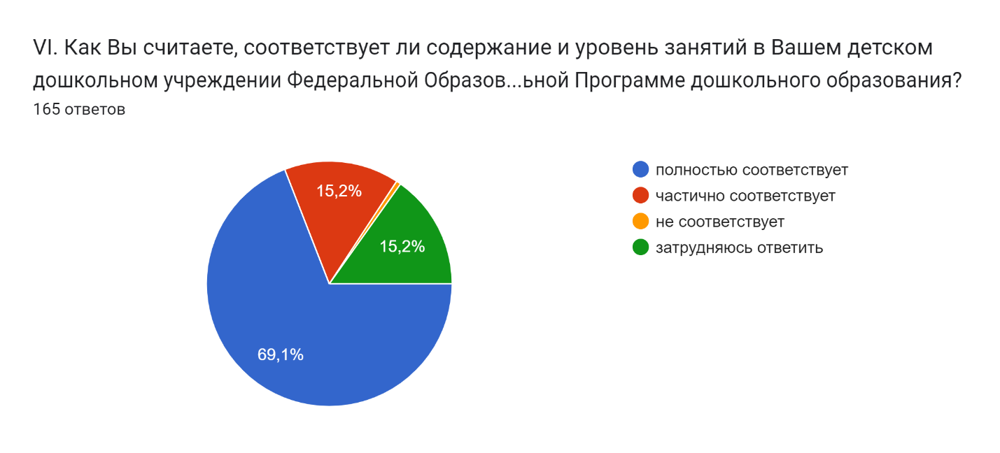 VI. Как Вы считаете, соответствует ли содержание и уровень занятий в Вашем детском
дошкольном учреждении Федеральной Образов...ьной Программе дошкольного образования?
165 ответов
полностью соответствует
частично соответствует
не соответствует
затрудняюсь ответить
15,2%
15,2%
69,1%